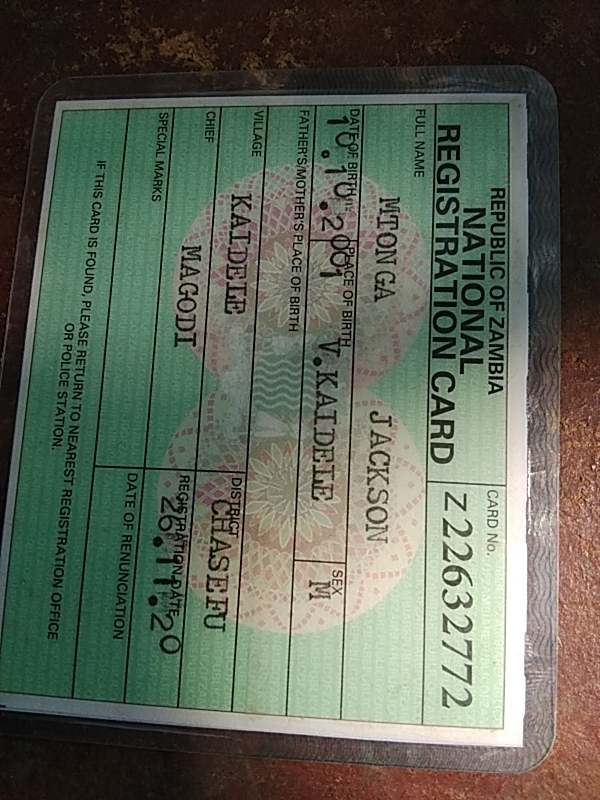 REPUBLIC OF ZAMBIA
NATIONAL
REGISTRATION CARD
CARD No.
Z22632772
FULL NAME
MTONGA JACKSON
DATE OF BIRTH PLACE OF BIRTH SEX
10.10.2001 V.KAIDELE M
FATHER'S/MOTHER'S PLACE OF BIRTH
VILLAGE DISTRICT
KAIDELE CHASEFU
CHIEF REGISTRATION DATE
MAGODI 26.11.20
SPECIAL MARKS DATE OF RENUNCIATION
IF THIS CARD IS FOUND, PLEASE RETURN TO NEAREST REGISTRATION OFFICE
OR POLICE STATION.